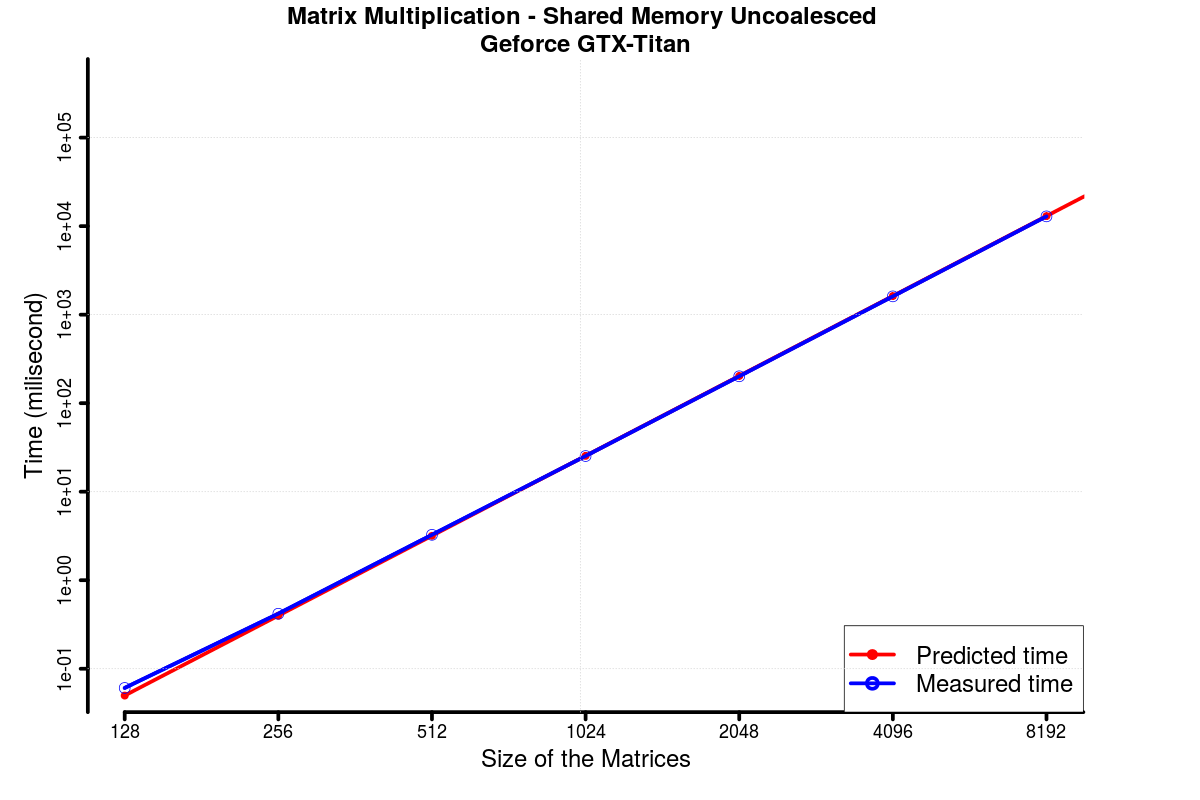 Matrix Multiplication - Shared Memory Uncoalesced
Geforce GTX-Titan
Time (milisecond)
1e+05
1e+04
1e+03
1e+02
1e+01
1e+00
1e-01
128 256 512 1024 2048 4096 8192
Size of the Matrices
Predicted time
Measured time